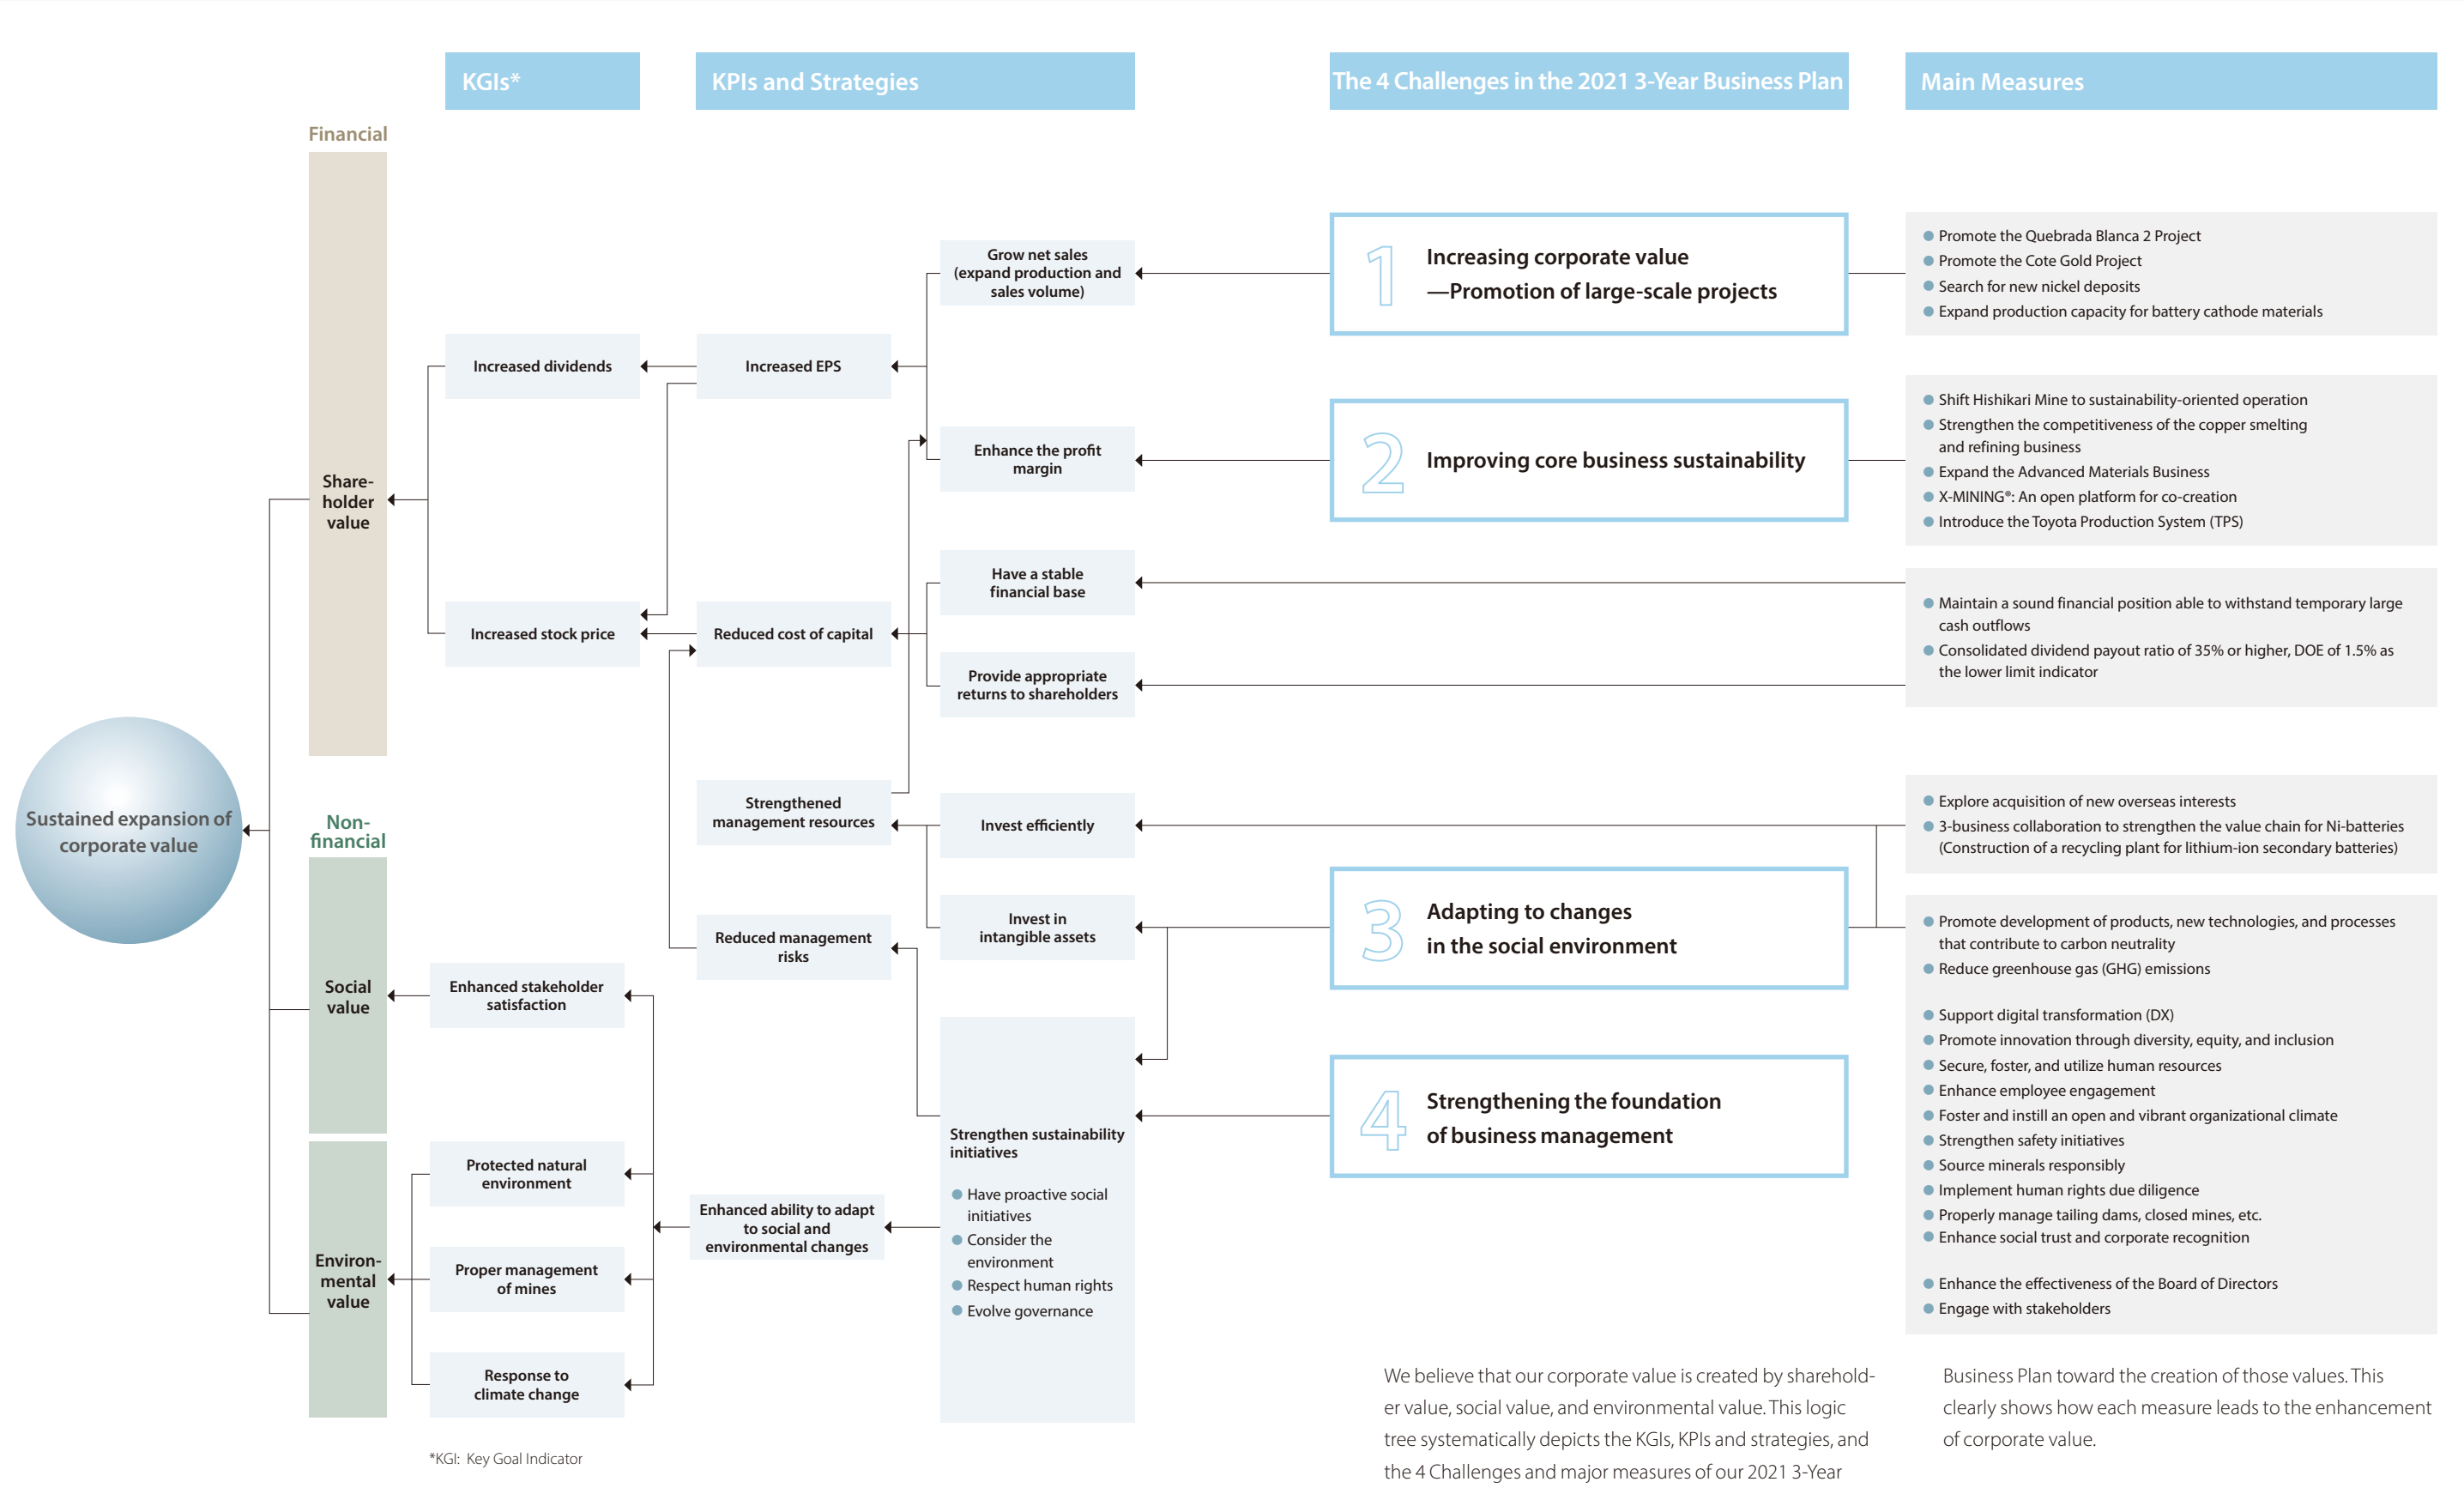 KGIs*
KPIs and Strategies
The 4 Challenges in the 2021 3-Year Business Plan
Main Measures
Sustained expansion of
corporate value
Financial
Share-
holder
value
Non-
financial
Social
value
Environ-
mental
value
Increased dividends
Increased stock price
Enhanced stakeholder
satisfaction
Protected natural
environment
Proper management
of mines
Response to
climate change
Increased EPS
Reduced cost of capital
Strengthened
management resources
Reduced management
risks
Enhanced ability to adapt
to social and
environmental changes
Grow net sales
(expand production and
sales volume)
Enhance the profit
margin
Have a stable
financial base
Provide appropriate
returns to shareholders
Invest efficiently
Invest in
intangible assets
Strengthen sustainability
initiatives
Have proactive social
initiatives
Consider the
environment
Respect human rights
Evolve governance
1
Increasing corporate value
—Promotion of large-scale projects
2
Improving core business sustainability
3
Adapting to changes
in the social environment
4
Strengthening the foundation
of business management
Promote the Quebrada Blanca 2 Project
Promote the Cote Gold Project
Search for new nickel deposits
Expand production capacity for battery cathode materials
Shift Hishikari Mine to sustainability-oriented operation
Strengthen the competitiveness of the copper smelting
and refining business
Expand the Advanced Materials Business
X-MINING®: An open platform for co-creation
Introduce the Toyota Production System (TPS)
Maintain a sound financial position able to withstand temporary large
cash outflows
Consolidated dividend payout ratio of 35% or higher, DOE of 1.5% as
the lower limit indicator
Explore acquisition of new overseas interests
3-business collaboration to strengthen the value chain for Ni-batteries
(Construction of a recycling plant for lithium-ion secondary batteries)
Promote development of products, new technologies, and processes
that contribute to carbon neutrality
Reduce greenhouse gas (GHG) emissions
Support digital transformation (DX)
Promote innovation through diversity, equity, and inclusion
Secure, foster, and utilize human resources
Enhance employee engagement
Foster and instill an open and vibrant organizational climate
Strengthen safety initiatives
Source minerals responsibly
Implement human rights due diligence
Properly manage tailing dams, closed mines, etc.
Enhance social trust and corporate recognition
Enhance the effectiveness of the Board of Directors
Engage with stakeholders
*KGI: Key Goal Indicator
We believe that our corporate value is created by sharehold-
er value, social value, and environmental value. This logic
tree systematically depicts the KGIs, KPIs and strategies, and
the 4 Challenges and major measures of our 2021 3-Year
Business Plan toward the creation of those values. This
clearly shows how each measure leads to the enhancement
of corporate value.